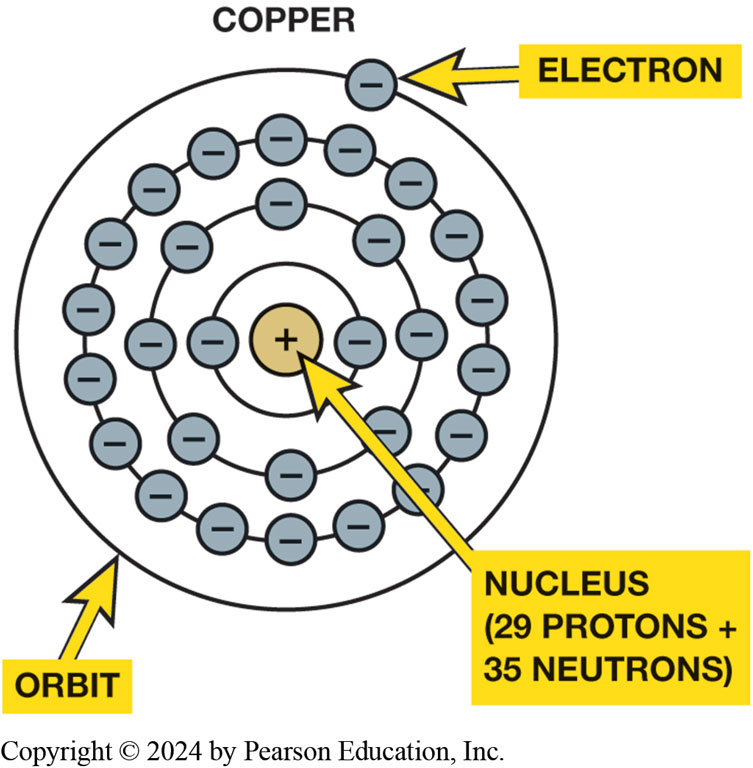 COPPER
ELECTRON
NUCLEUS
(29 PROTONS +
35 NEUTRONS)
ORBIT
Copyright © 2024 by Pearson Education, Inc.